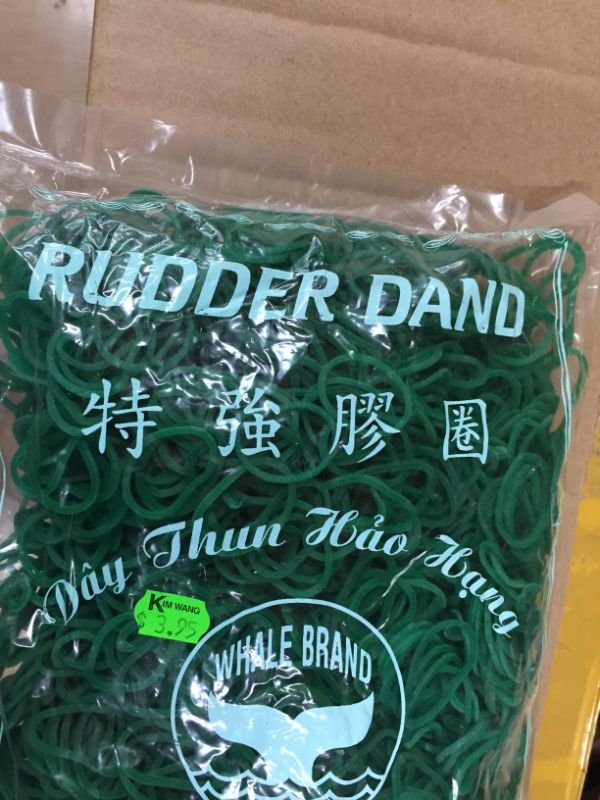 RUDDER DAND
特強膠圈
Dây Thun Hảo Hạng
KIM WANG
$ 3.95
WHALE BRAND